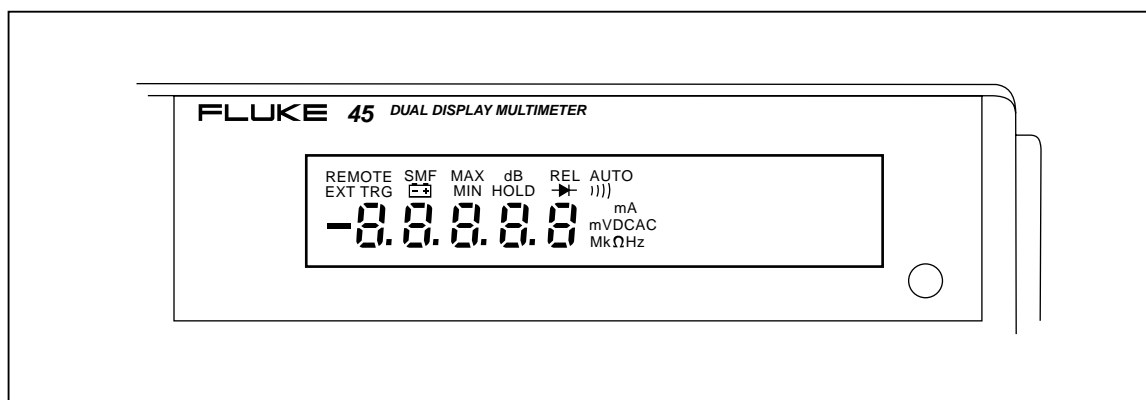 FLUKE 45 DUAL DISPLAY MULTIMETER
REMOTE SMF MAX dB REL AUTO
EXT TRG MIN HOLD ))))
mA
-8.8.8.8.8 mVDCAC
MkΩHz